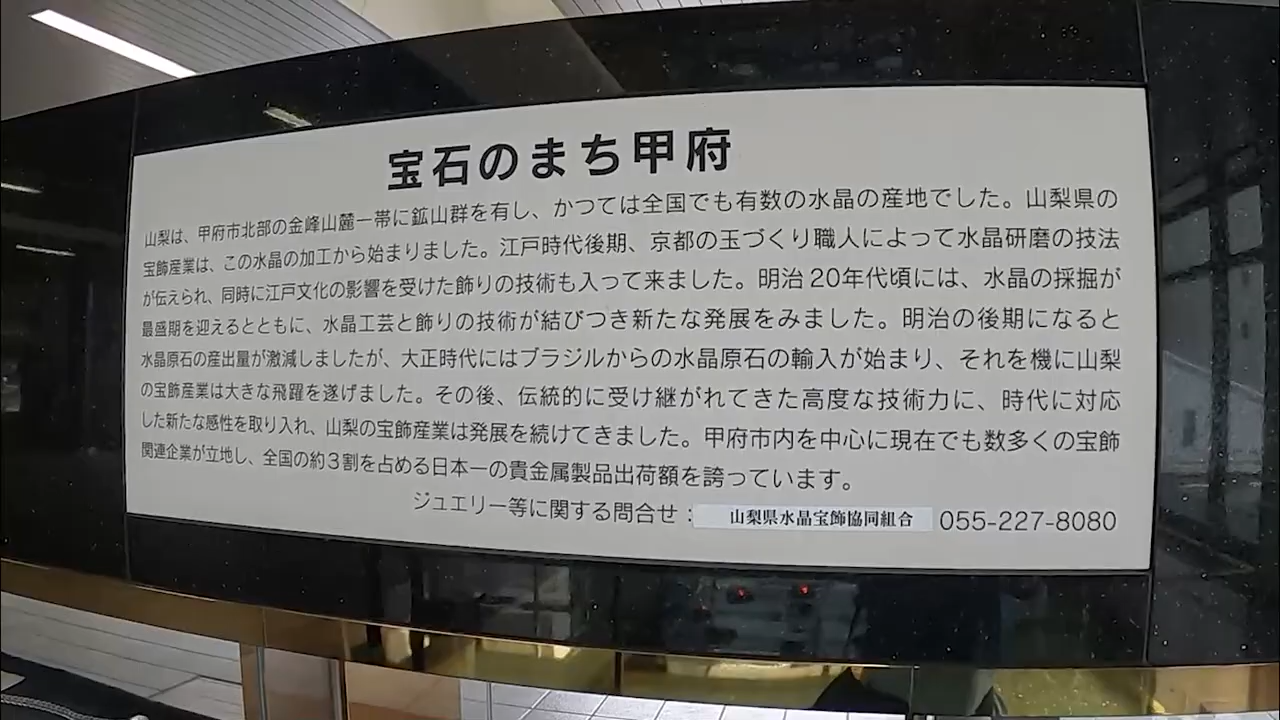 宝石のまち甲府
山梨は、甲府市北部の金峰山麓一帯に鉱山群を有し、かつては全国でも有数の水晶の産地でした。山梨県の
宝飾産業は、この水晶の加工から始まりました。江戸時代後期、京都の玉づくり職人によって水晶研磨の技法
が伝えられ、同時に江戸文化の影響を受けた飾りの技術も入って来ました。明治20年代頃には、水晶の採掘が
最盛期を迎えるとともに、水晶工芸と飾りの技術が結びつき新たな発展をみました。明治の後期になると
水晶原石の産出量が激減しましたが、大正時代にはブラジルからの水晶原石の輸入が始まり、それを機に山梨
の宝飾産業は大きな飛躍を遂げました。その後、伝統的に受け継がれてきた高度な技術力に、時代に対応
した新たな感性を取り入れ、山梨の宝飾産業は発展を続けてきました。甲府市内を中心に現在でも数多くの宝飾
関連企業が立地し、全国の約3割を占める日本一の貴金属製品出荷額を誇っています。
ジュエリー等に関する問合せ:山梨県水晶宝飾協同組合 055-227-8080